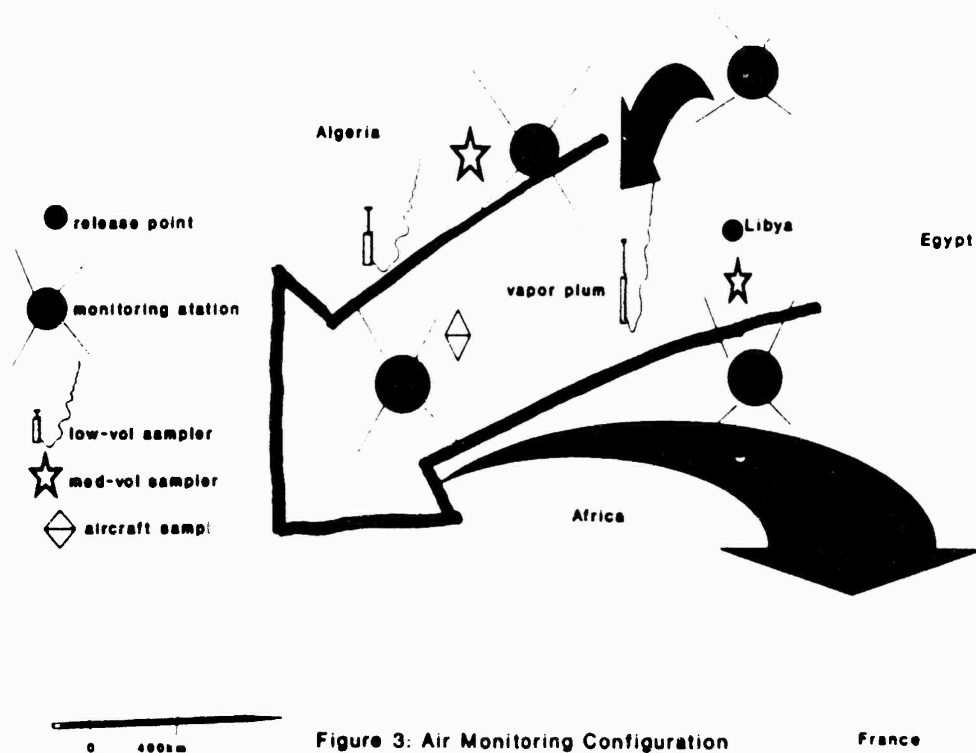 Algeria
release point
Libya
Egypt
vapor plum
monitoring station
low-vol sampler
med-vol sampler
Africa
aircraft sampl
0 400km
Figure 3: Air Monitoring Configuration
France